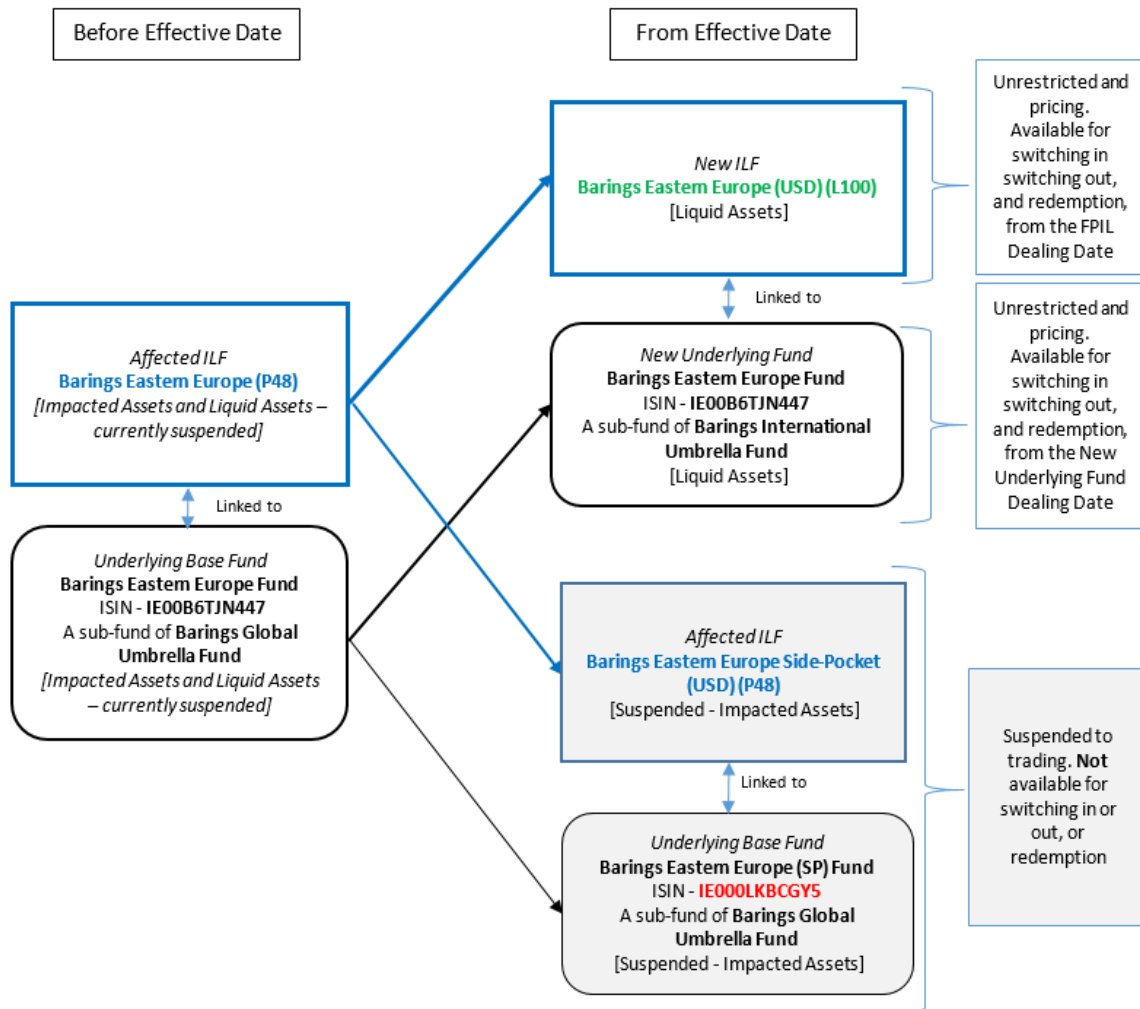 Before Effective Date
From Effective Date
New ILF
Barings Eastern Europe (USD) (L100)
[Liquid Assets]
Unrestricted and
pricing.
Available for
switching in
switching out,
and redemption,
from the FPIL
Dealing Date
Linked to
Affected ILF
Barings Eastern Europe (P48)
[Impacted Assets and Liquid Assets –
currently suspended]
Linked to
Underlying Base Fund
Barings Eastern Europe Fund
ISIN - IE00B6TJN447
A sub-fund of Barings Global
Umbrella Fund
[Impacted Assets and Liquid Assets
– currently suspended]
New Underlying Fund
Barings Eastern Europe Fund
ISIN - IE00B6TJN447
A sub-fund of Barings International
Umbrella Fund
[Liquid Assets]
Unrestricted and
pricing.
Available for
switching in
switching out,
and redemption,
from the New
Underlying Fund
Dealing Date
Affected ILF
Barings Eastern Europe Side-Pocket
(USD) (P48)
[Suspended - Impacted Assets]
Linked to
Underlying Base Fund
Barings Eastern Europe (SP) Fund
ISIN - IE000LKBCGY5
A sub-fund of Barings Global
Umbrella Fund
[Suspended - Impacted Assets]
Suspended to
trading. Not
available for
switching in or
out, or
redemption